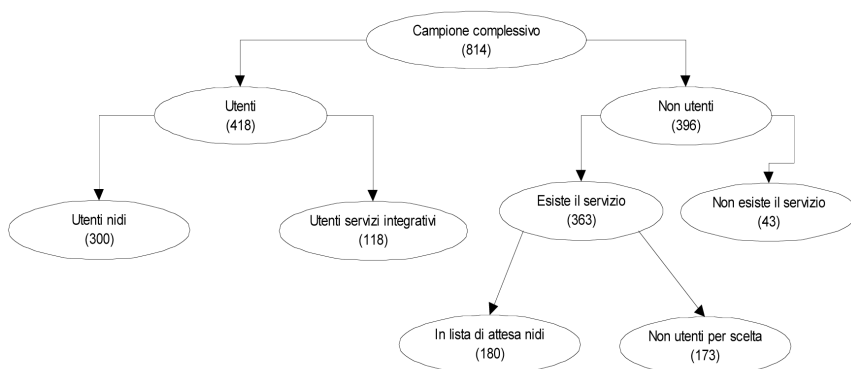 Campione complessivo
(814)
Utenti
(418)
Non utenti
(396)
Utenti nidi
(300)
Utenti servizi integrativi
(118)
Esiste il servizio
(363)
Non esiste il servizio
(43)
In lista di attesa nidi
(180)
Non utenti per scelta
(173)